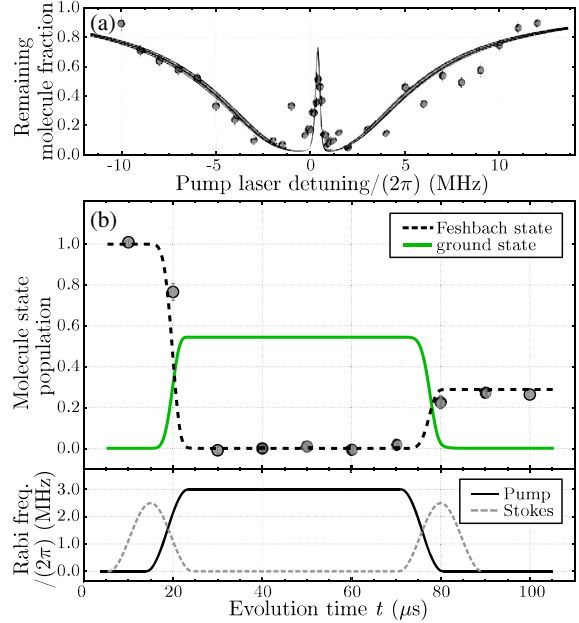 (a)
Remaining
molecule fraction
1.0
0.8
0.6
0.4
0.2
0.0
-10 -5 0 5 10
Pump laser detuning/(2π) (MHz)
(b)
Feshbach state
ground state
Molecule state
population
1.0
0.8
0.6
0.4
0.2
0.0
Rabi freq.
/(2π) (MHz)
3.0
2.0
1.0
0.0
Pump
Stokes
20 40 60 80 100
Evolution time t (μs)